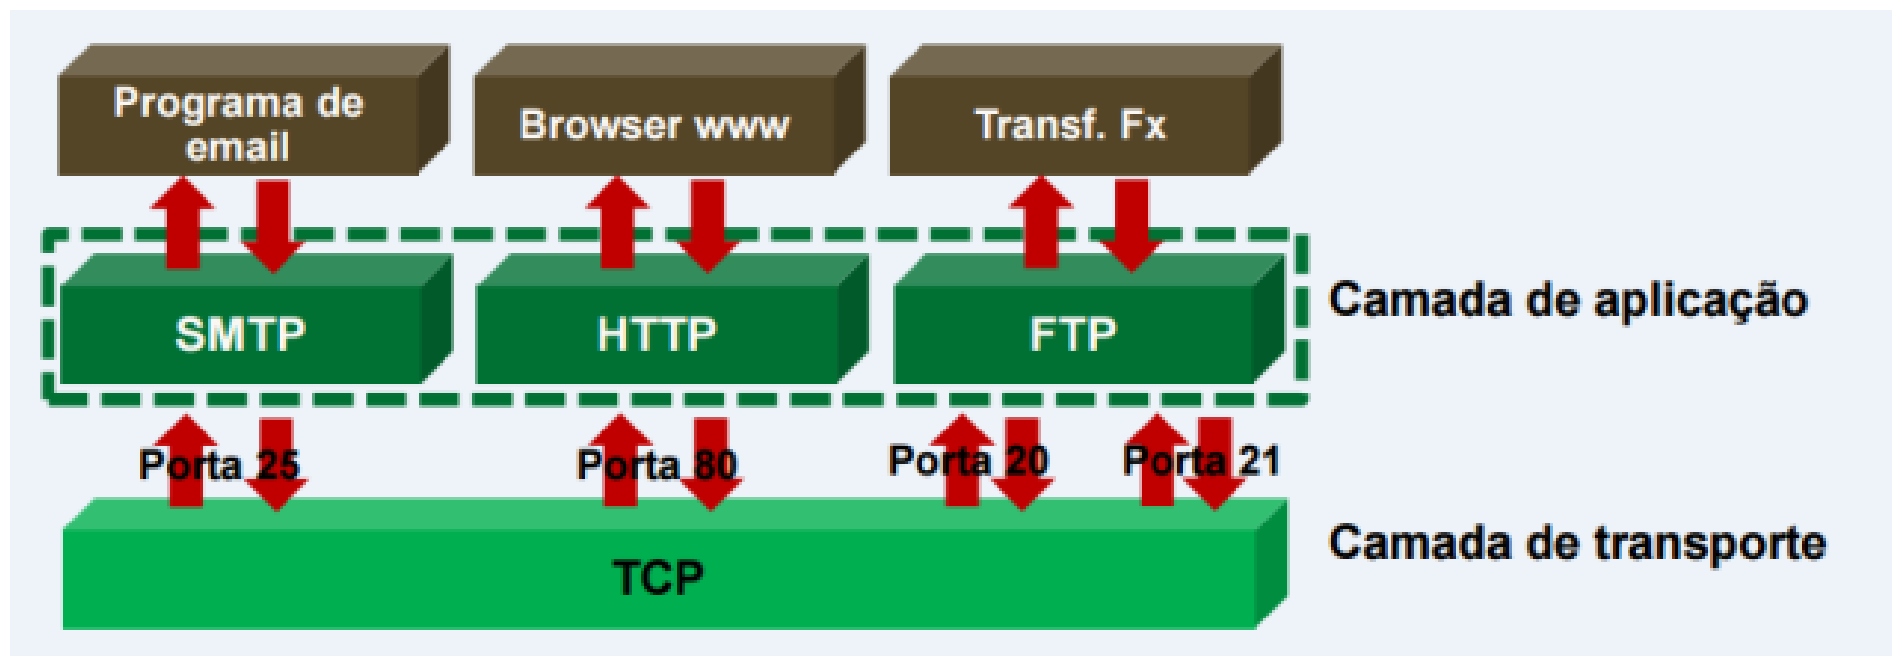 Programa de
email
Browser www
Transf. Fx
SMTP
HTTP
FTP
Camada de aplicação
Porta 25
Porta 80
Porta 20
Porta 21
TCP
Camada de transporte